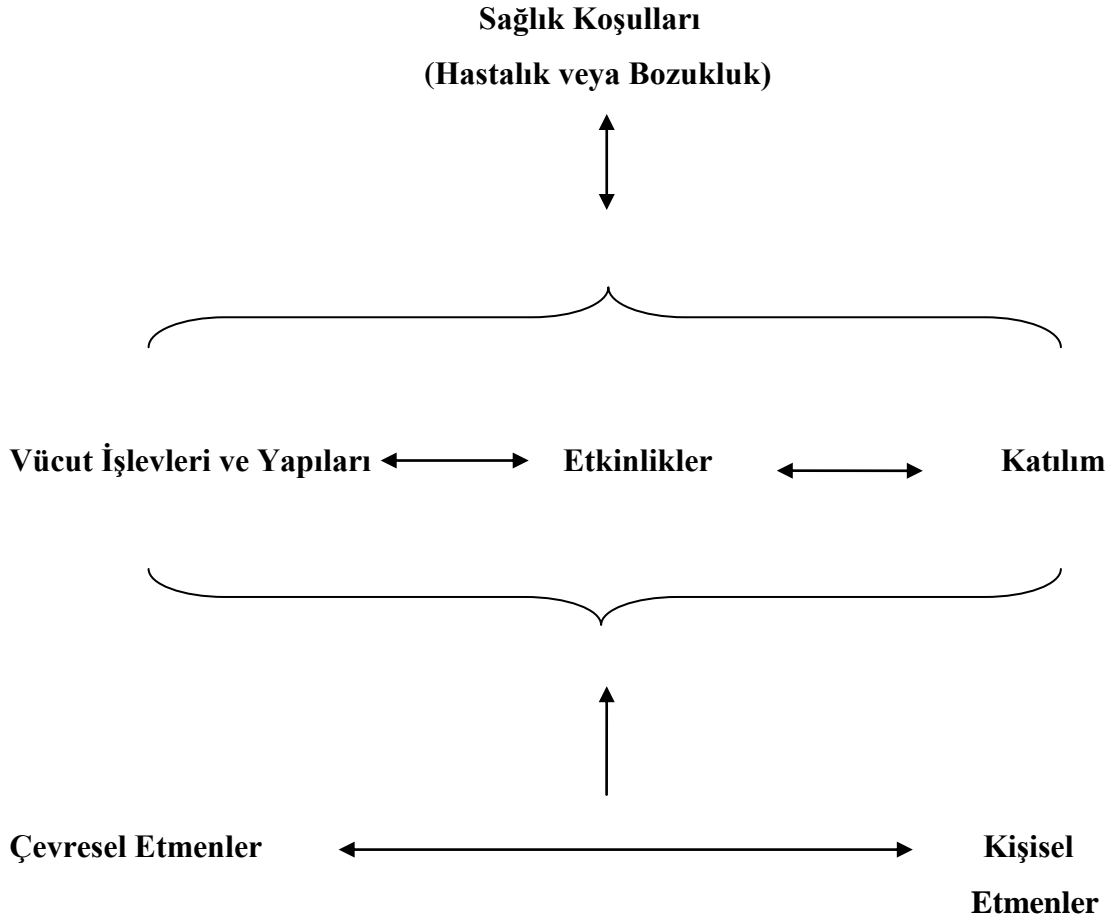 Sağlık Koşulları
(Hastalık veya Bozukluk)
Vücut İşlevleri ve Yapıları Etkinlikler Katılım
Çevresel Etmenler Kişisel
Etmenler